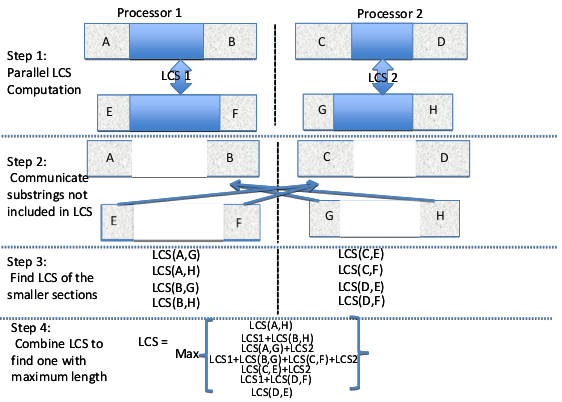 Processor 1
Processor 2
A
B
C
D
Step 1:
Parallel LCS
Computation
LCS 1
LCS 2
E
F
G
H
Step 2:
Communicate
substrings not
included in LCS
A
B
C
D
E
F
G
H
Step 3:
Find LCS of the
smaller sections
LCS(A,G)
LCS(A,H)
LCS(B,G)
LCS(B,H)
LCS(C,E)
LCS(C,F)
LCS(D,E)
LCS(D,F)
Step 4:
Combine LCS to
find one with
maximum length
LCS =
Max
LCS(A,H)
LCS1+LCS(B,H)
LCS(A,G)+LCS2
LCS1+LCS(B,G)+LCS(C,F)+LCS2
LCS(C,E)+LCS2
LCS1+LCS(D,F)
LCS(D,E)